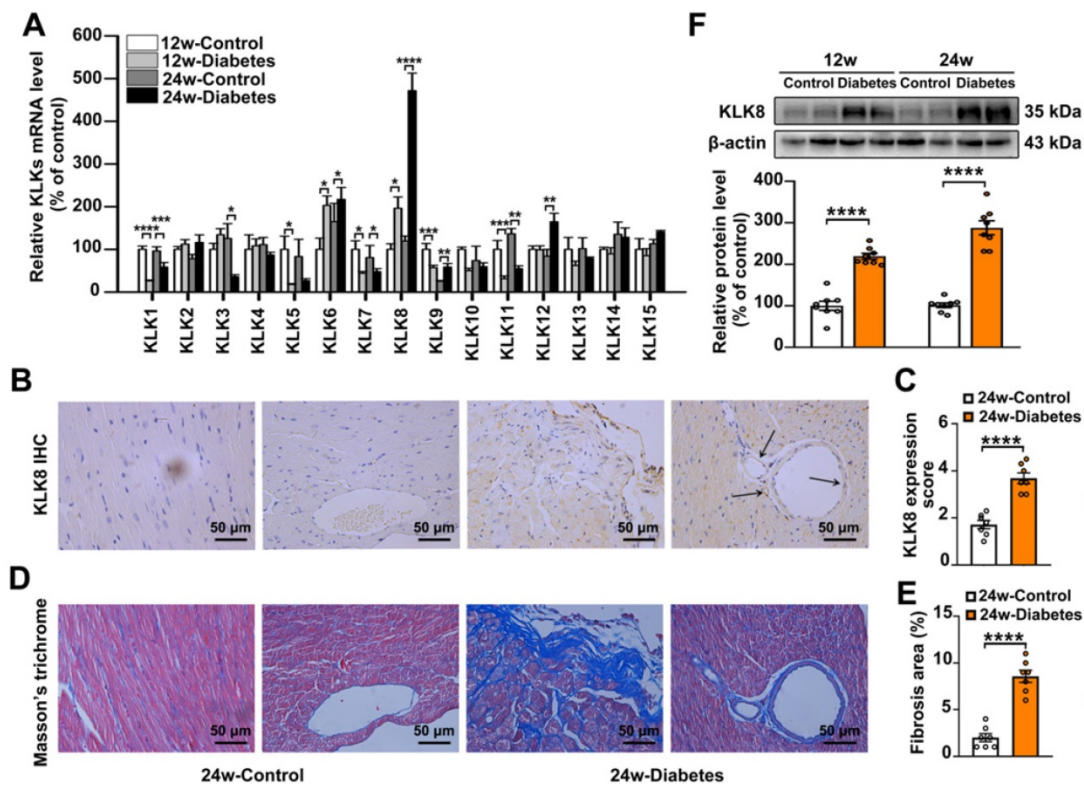 A
Relative KLKs mRNA level
(% of control)
600
500
400
300
200
100
0
12w-Control
12w-Diabetes
24w-Control
24w-Diabetes
****
***
*
*
*
*
*
*
*
****
***
**
***
**
**
KLK1
KLK2
KLK3
KLK4
KLK5
KLK6
KLK7
KLK8
KLK9
KLK10
KLK11
KLK12
KLK13
KLK14
KLK15
F
12w 24w
Control Diabetes Control Diabetes
KLK8 35 kDa
β-actin 43 kDa
Relative protein level
(% of control)
400
300
200
100
0
****
****
B
KLK8 IHC
50 μm
50 μm
50 μm
50 μm
C
24w-Control
24w-Diabetes
KLK8 expression
score
6
4
2
0
****
D
Masson's trichrome
50 μm
50 μm
50 μm
50 μm
24w-Control
24w-Diabetes
E
24w-Control
24w-Diabetes
Fibrosis area (%)
15
10
5
0
****